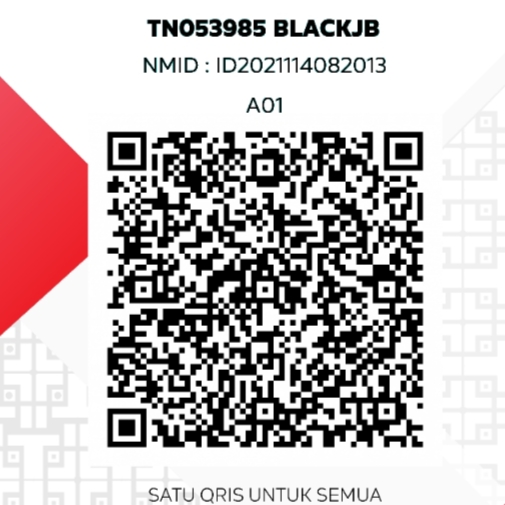 TN053985 BLACKJB
NMID : ID2021114082013
A01
SATU QRIS UNTUK SEMUA